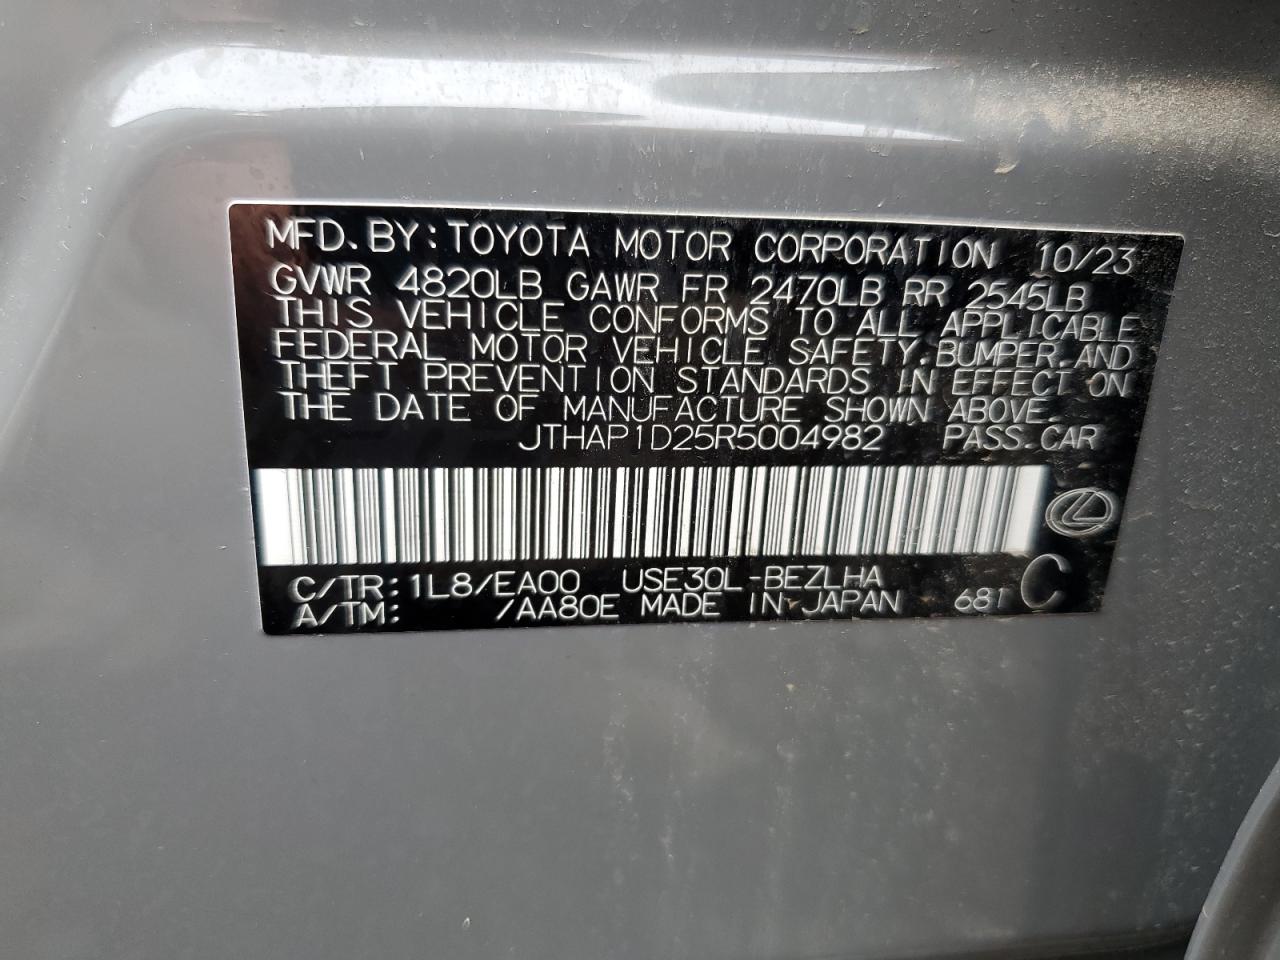 MFD. BY: TOYOTA MOTOR CORPORATION 10/23
GVWR 4820LB GAWR FR 2470LB RR 2545LB
THIS VEHICLE CONFORMS TO ALL APPLICABLE
FEDERAL MOTOR VEHICLE SAFETY, BUMPER, AND
THEFT PREVENTION STANDARDS IN EFFECT ON
THE DATE OF MANUFACTURE SHOWN ABOVE.
JTHAP1D25R5004982 PASS. CAR
C/TR: 1L8/EA00 USE30L-BEZLHA
A/TM: /AA80E MADE IN JAPAN 681 C